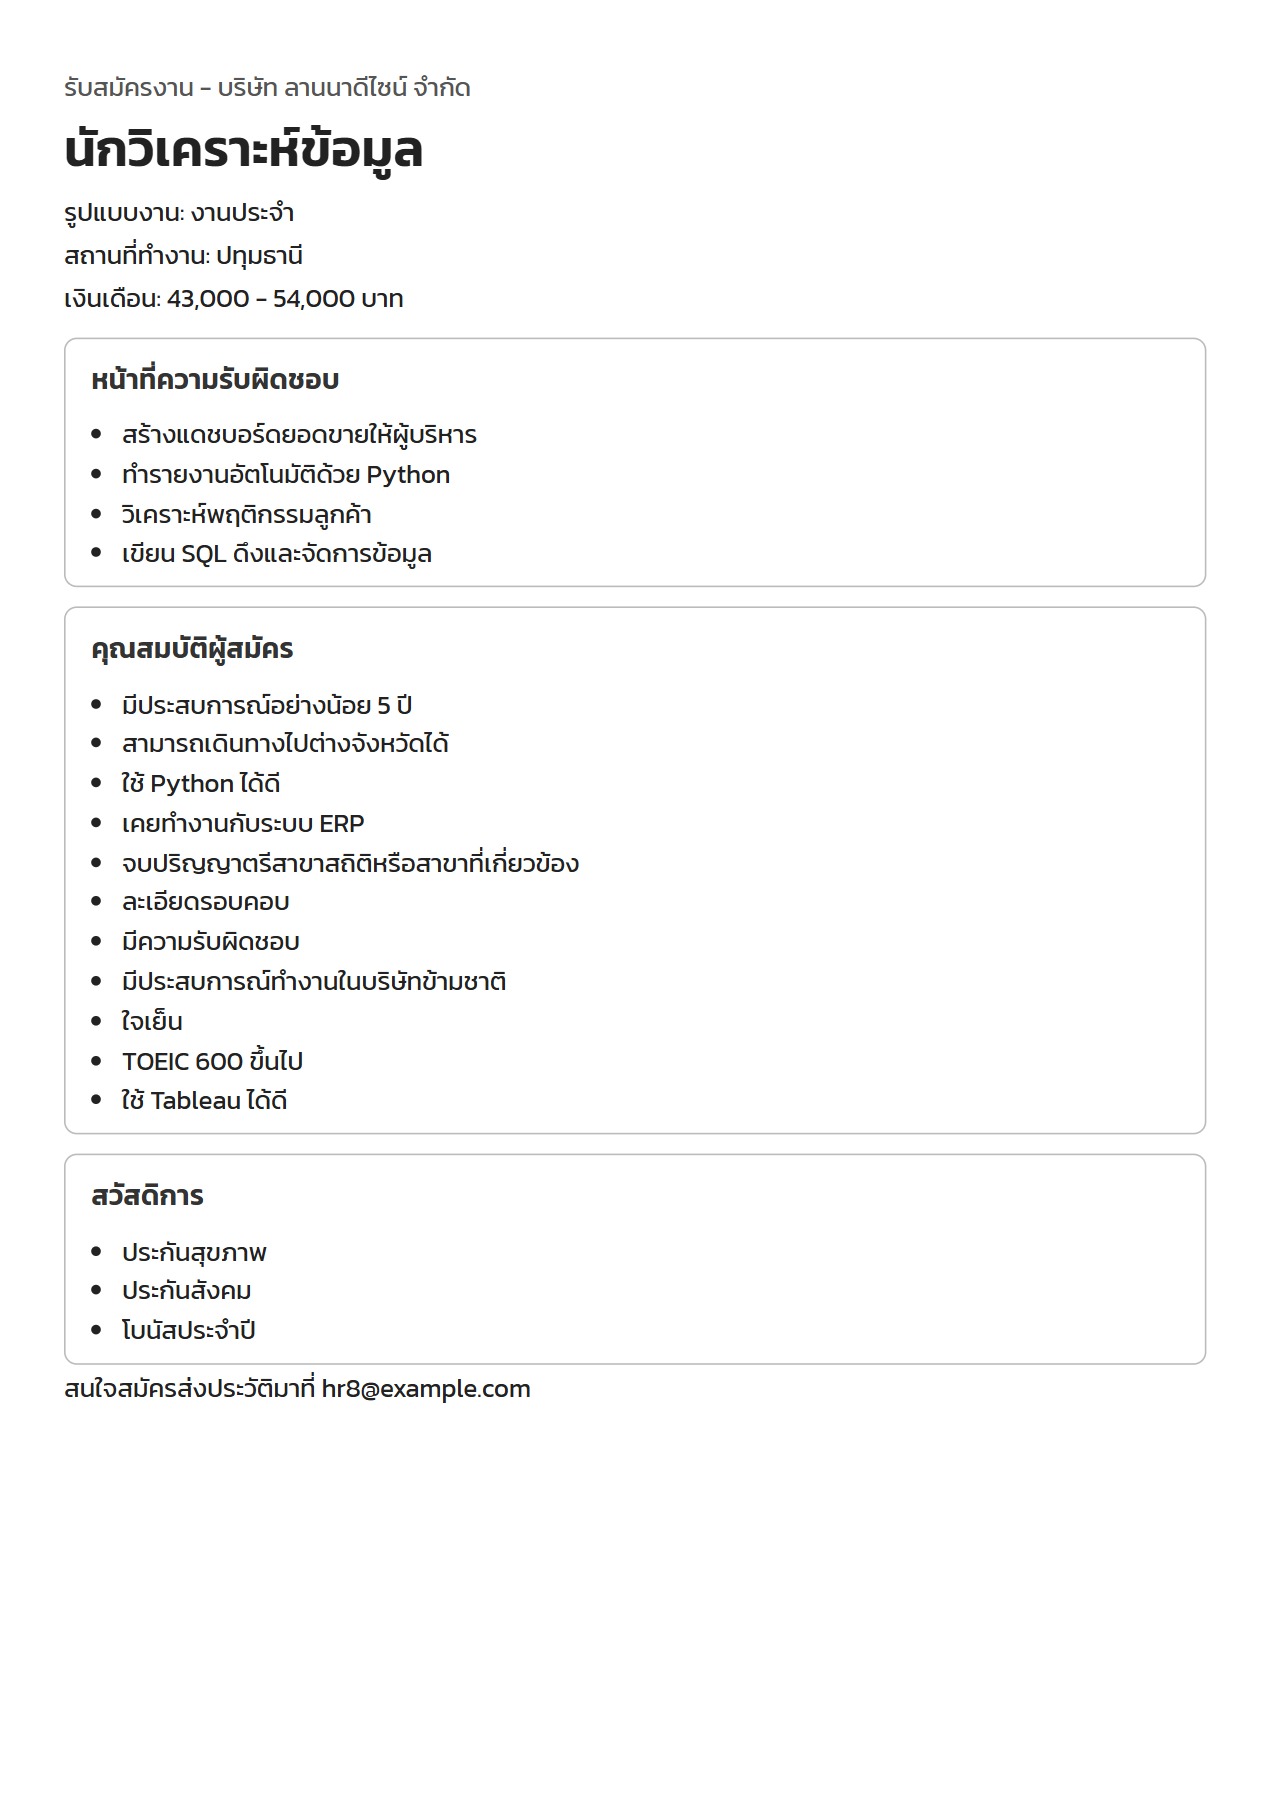 รับสมัครงาน – บริษัท ลานนาดีไซน์ จำกัด
นักวิเคราะห์ข้อมูล
รูปแบบงาน: งานประจำ
สถานที่ทำงาน: ปทุมธานี
เงินเดือน: 43,000 – 54,000 บาท
หน้าที่ความรับผิดชอบ
• สร้างแดชบอร์ดยอดขายให้ผู้บริหาร
• ทำรายงานอัตโนมัติด้วย Python
• วิเคราะห์พฤติกรรมลูกค้า
• เขียน SQL ดึงและจัดการข้อมูล
คุณสมบัติผู้สมัคร
• มีประสบการณ์อย่างน้อย 5 ปี
• สามารถเดินทางไปต่างจังหวัดได้
• ใช้ Python ได้ดี
• เคยทำงานกับระบบ ERP
• จบปริญญาตรีสาขาสถิติหรือสาขาที่เกี่ยวข้อง
• ละเอียดรอบคอบ
• มีความรับผิดชอบ
• มีประสบการณ์ทำงานในบริษัทข้ามชาติ
• ใจเย็น
• TOEIC 600 ขึ้นไป
• ใช้ Tableau ได้ดี
สวัสดิการ
• ประกันสุขภาพ
• ประกันสังคม
• โบนัสประจำปี
สนใจสมัครส่งประวัติมาที่ hr8@example.com